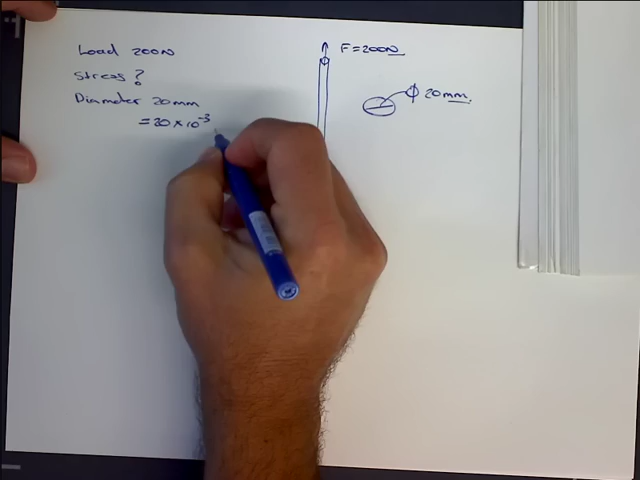 Load 200N
Stress?
Diameter 20mm
=20×10⁻³
F=200N
ϕ 20mm.